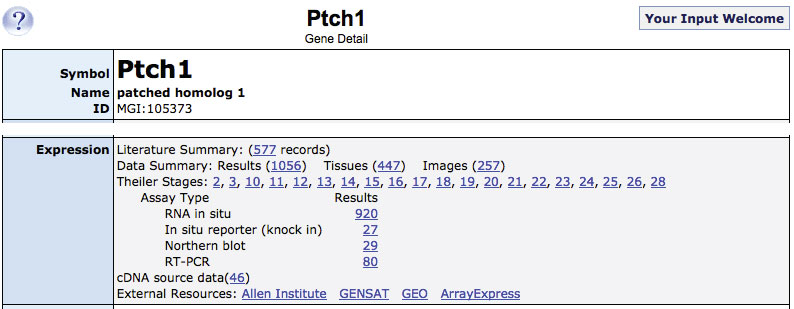 ?
Ptch1
Gene Detail
Your Input Welcome
Symbol Ptch1
Name patched homolog 1
ID MGI:105373
Expression Literature Summary: (577 records)
Data Summary: Results (1056) Tissues (447) Images (257)
Theiler Stages: 2, 3, 10, 11, 12, 13, 14, 15, 16, 17, 18, 19, 20, 21, 22, 23, 24, 25, 26, 28
Assay Type Results
RNA in situ 920
In situ reporter (knock in) 27
Northern blot 29
RT-PCR 80
cDNA source data(46)
External Resources: Allen Institute GENSAT GEO ArrayExpress